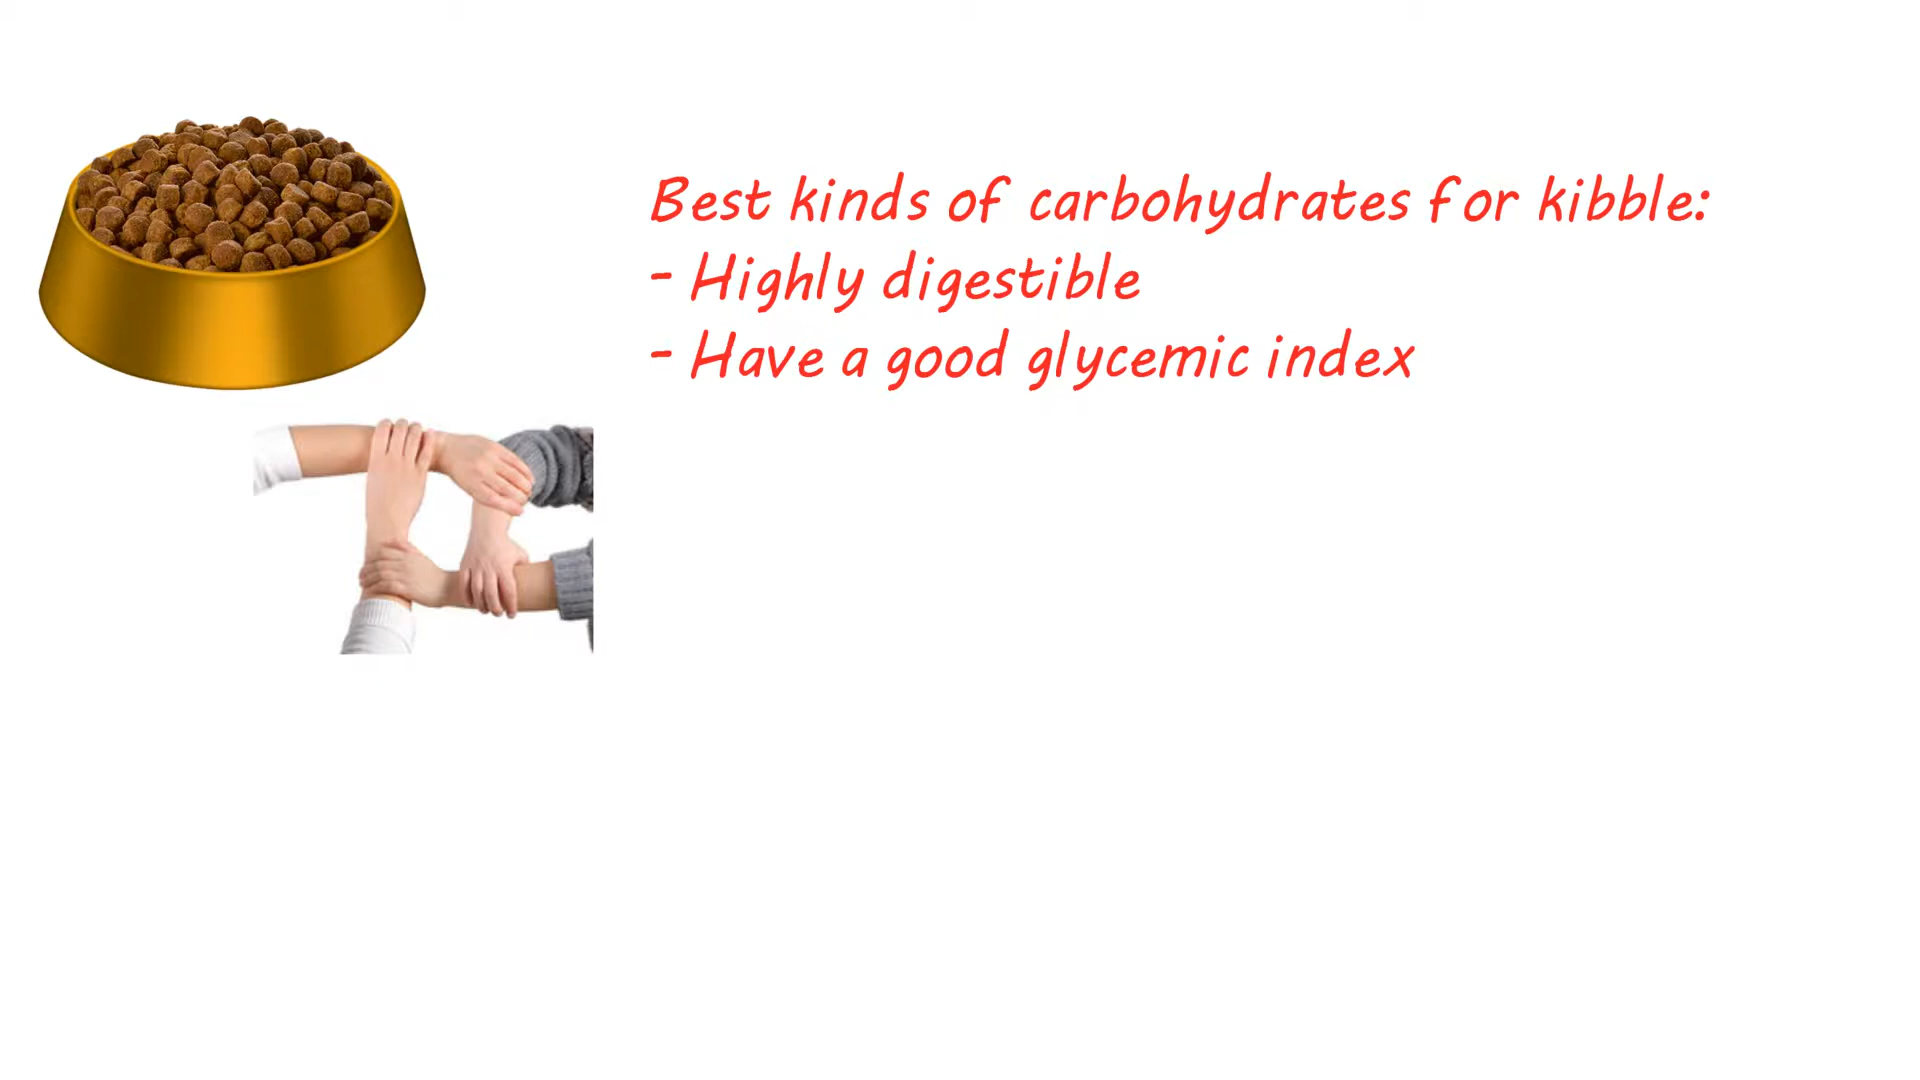 Best kinds of carbohydrates for kibble:
- Highly digestible
- Have a good glycemic index